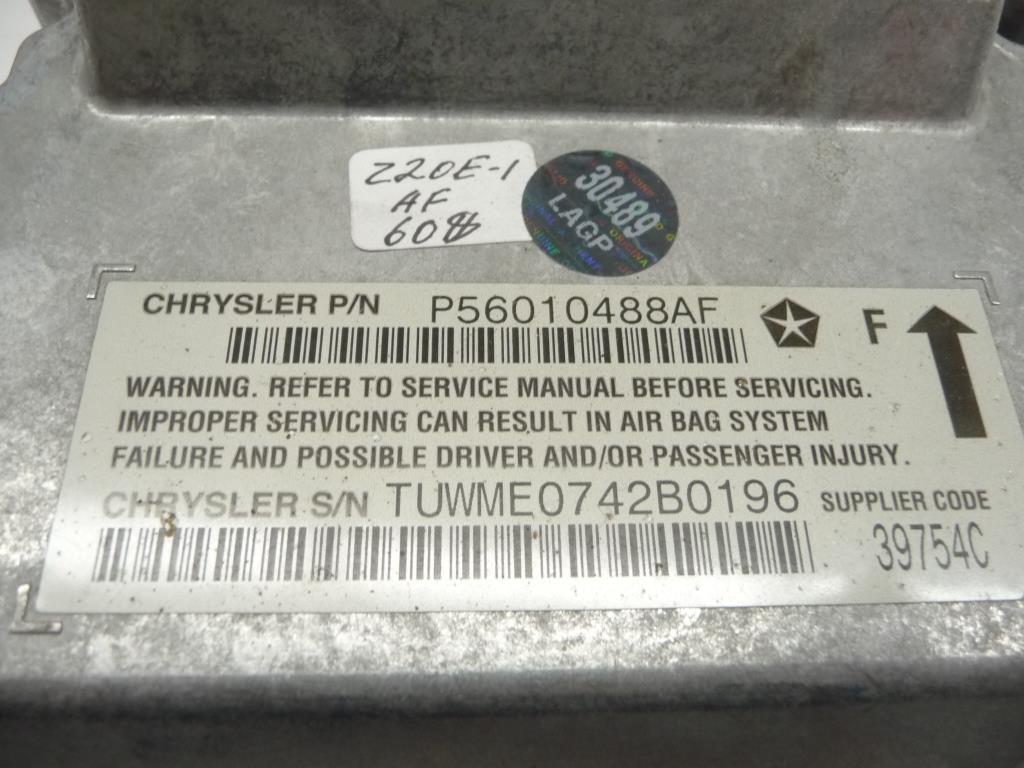 Z20E-1
AF
60$
30489
LAGP
CHRYSLER P/N P56010488AF
F
WARNING. REFER TO SERVICE MANUAL BEFORE SERVICING.
IMPROPER SERVICING CAN RESULT IN AIR BAG SYSTEM
FAILURE AND POSSIBLE DRIVER AND/OR PASSENGER INJURY.
CHRYSLER S/N TUWME0742B0196 SUPPLIER CODE
39754C